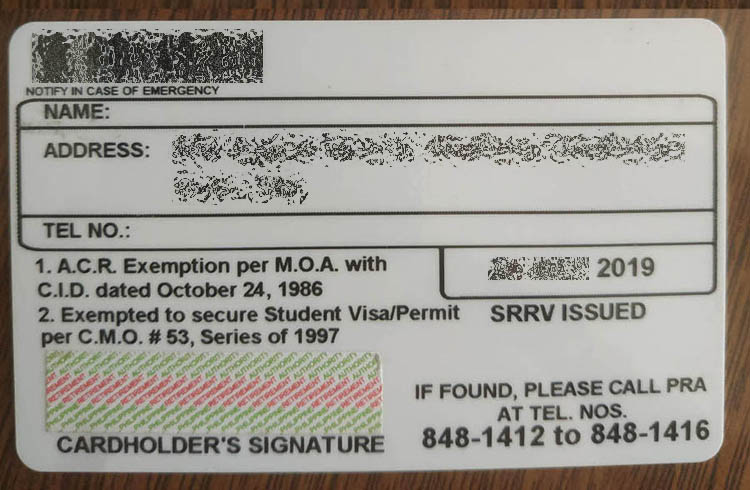 NOTIFY IN CASE OF EMERGENCY
NAME:
ADDRESS:
TEL NO.:
1. A.C.R. Exemption per M.O.A. with
C.I.D. dated October 24, 1986
2. Exempted to secure Student Visa/Permit
per C.M.O. # 53, Series of 1997
2019
SRRV ISSUED
CARDHOLDER'S SIGNATURE
IF FOUND, PLEASE CALL PRA
AT TEL. NOS.
848-1412 to 848-1416